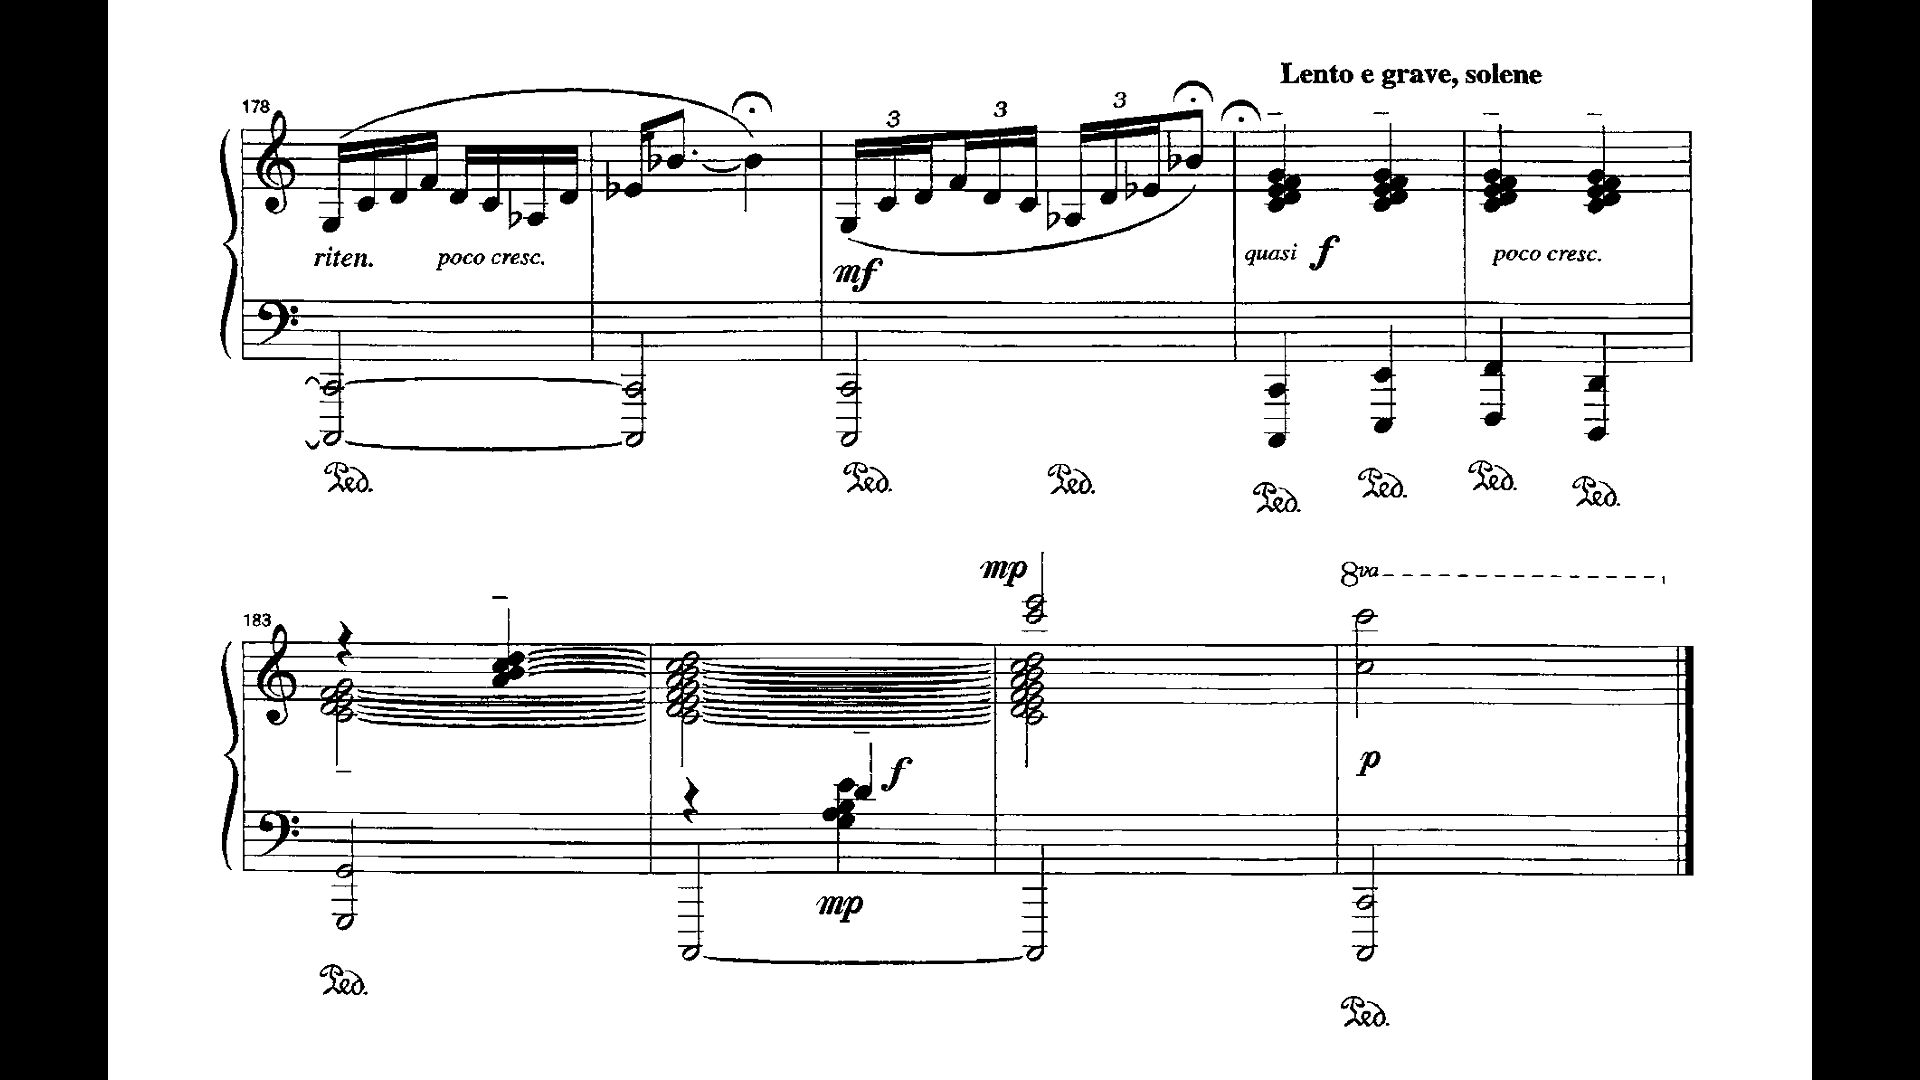 Lento e grave, solene
178
3 3 3
riten. poco cresc. mf quasi f poco cresc.
Ped. Ped. Ped. Ped. Ped. Ped. Ped.
mp 8va
183
f p
mp
Ped. Ped.